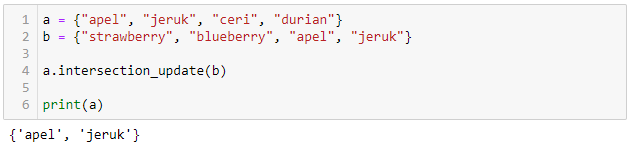 1 a = {"apel", "jeruk", "ceri", "durian"}
2 b = {"strawberry", "blueberry", "apel", "jeruk"}
3
4 a.intersection_update(b)
5
6 print(a)
{'apel', 'jeruk'}